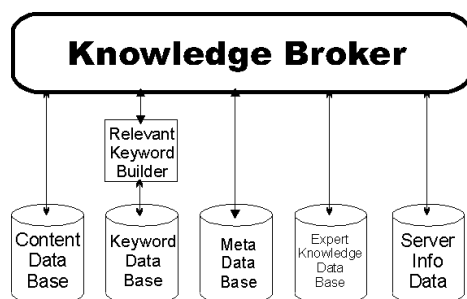 Knowledge Broker
Relevant
Keyword
Builder
Content
Data
Base
Keyword
Data
Base
Meta
Data
Base
Expert
Knowledge
Data
Base
Server
Info
Data